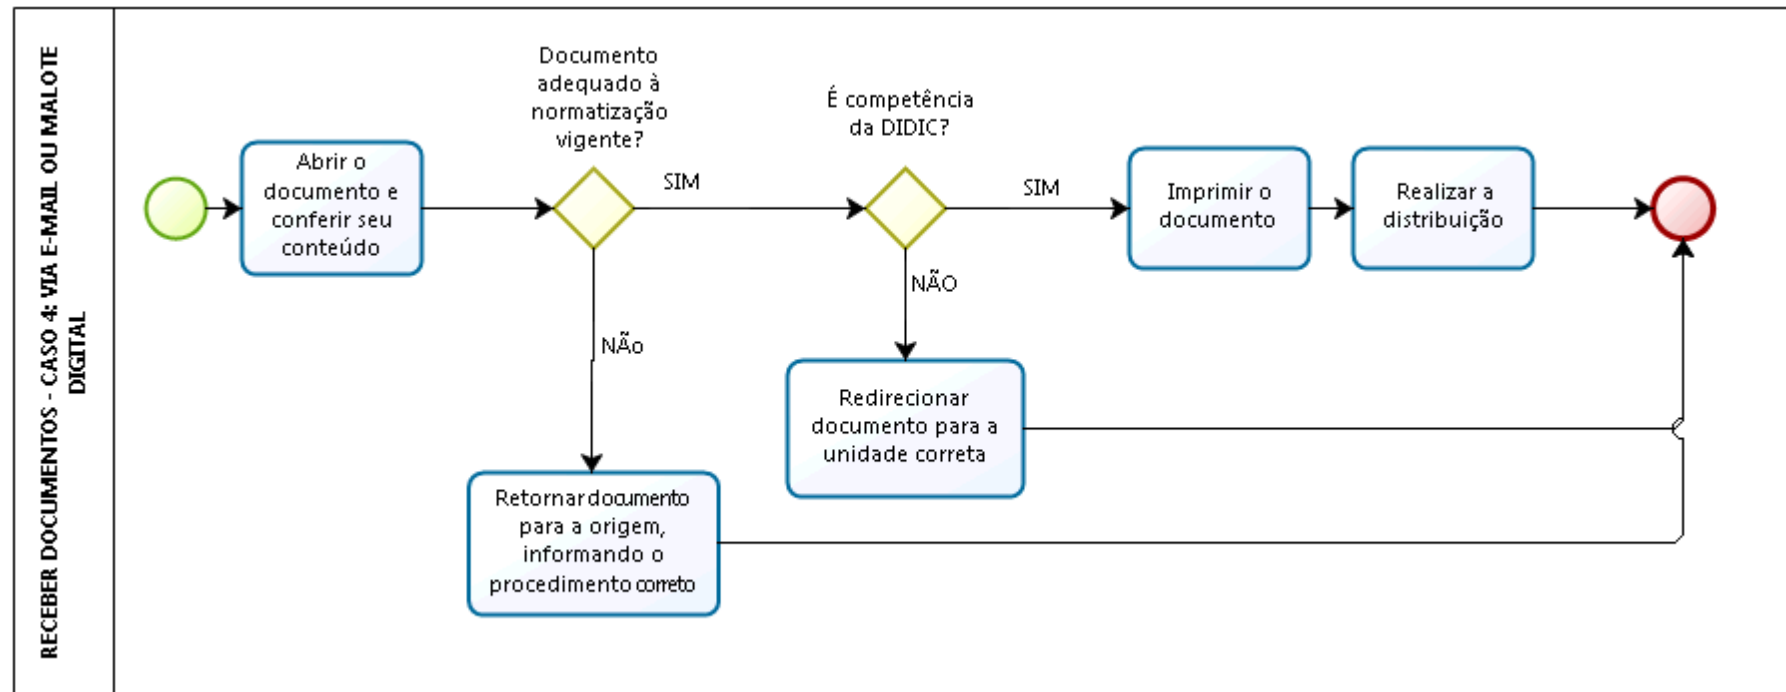 RECEBER DOCUMENTOS - CASO 4: VIA E-MAIL OU MALOTE
DIGITAL
Abrir o
documento e
conferir seu
conteúdo
Documento
adequado à
normatização
vigente?
SIM
NÃo
É competência
da DIDIC?
SIM
NÃO
Imprimir o
documento
Realizar a
distribuição
Redirecionar
documento para a
unidade correta
Retornar documento
para a origem,
informando o
procedimento correto